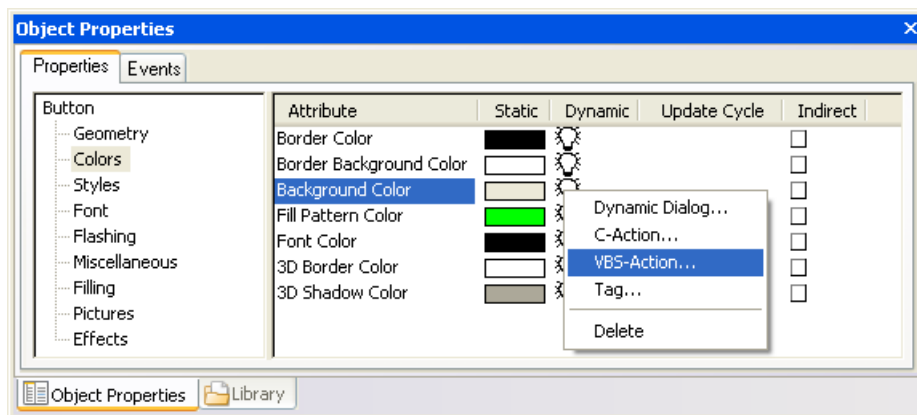 Object Properties
Properties Events
Button
Geometry
Colors
Styles
Font
Flashing
Miscellaneous
Filling
Pictures
Effects
Attribute Static Dynamic Update Cycle Indirect
Border Color
Border Background Color
Background Color
Fill Pattern Color
Font Color
3D Border Color
3D Shadow Color
Dynamic Dialog...
C-Action...
VBS-Action...
Tag...
Delete
Object Properties Library